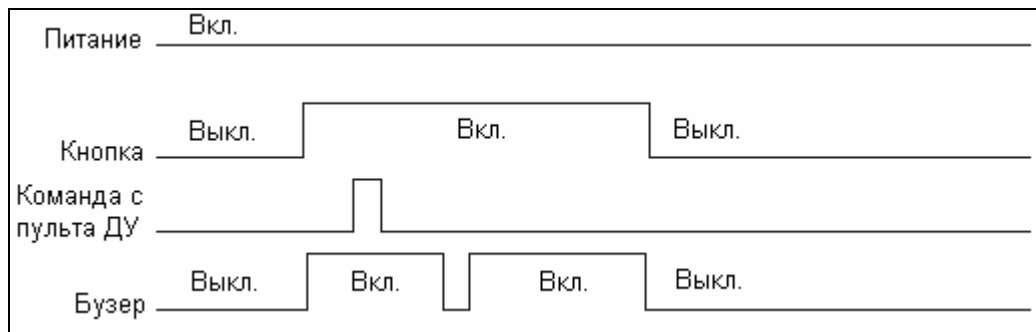 Вкл.
Питание
Выкл. Вкл. Выкл.
Кнопка
Команда с
пульта ДУ
Выкл. Вкл. Вкл. Выкл.
Бузер